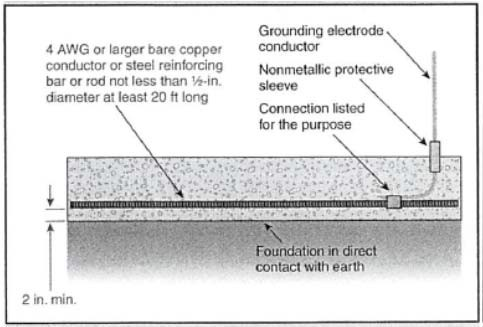 4 AWG or larger bare copper
conductor or steel reinforcing
bar or rod not less than ½-in.
diameter at least 20 ft long
Grounding electrode
conductor
Nonmetallic protective
sleeve
Connection listed
for the purpose
Foundation in direct
contact with earth
2 in. min.